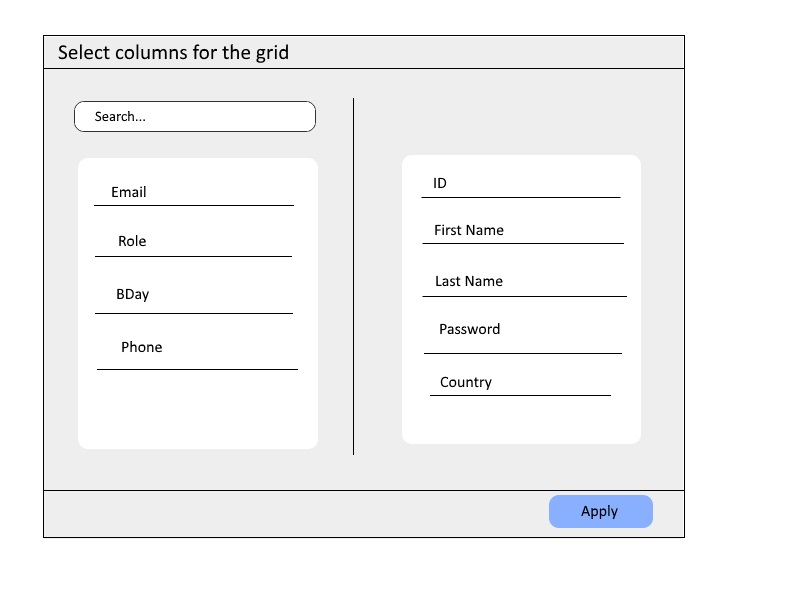 Select columns for the grid
Search...
Email
Role
BDay
Phone
ID
First Name
Last Name
Password
Country
Apply